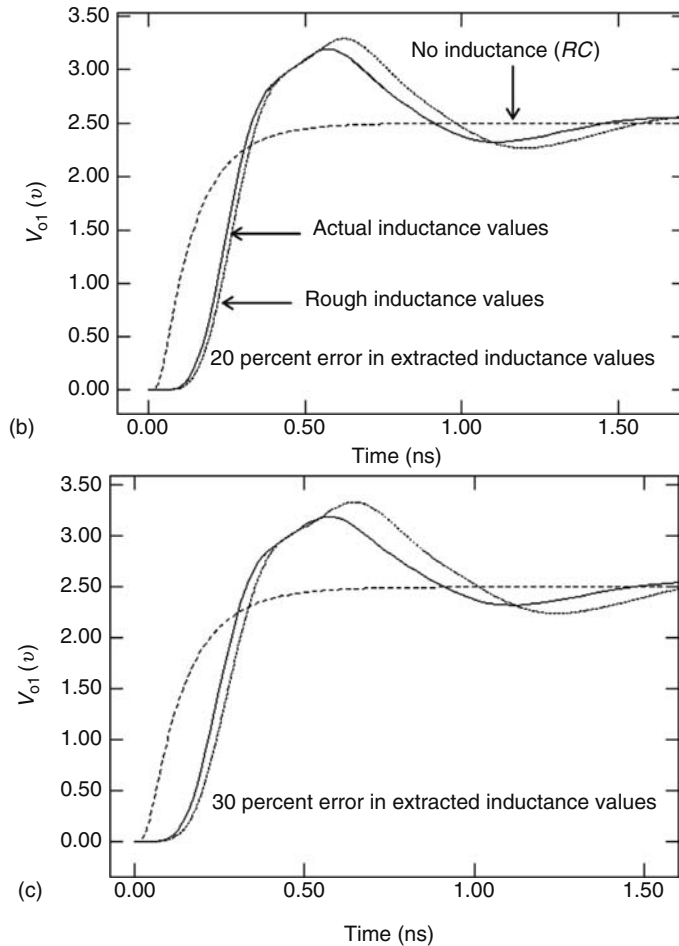 3.50
3.00
2.50
2.00
1.50
1.00
0.50
0.00
Vo1 (υ)
No inductance (RC)
Actual inductance values
Rough inductance values
20 percent error in extracted inductance values
(b)
0.00 0.50 1.00 1.50
Time (ns)
3.50
3.00
2.50
2.00
1.50
1.00
0.50
0.00
Vo1 (υ)
30 percent error in extracted inductance values
(c)
0.00 0.50 1.00 1.50
Time (ns)